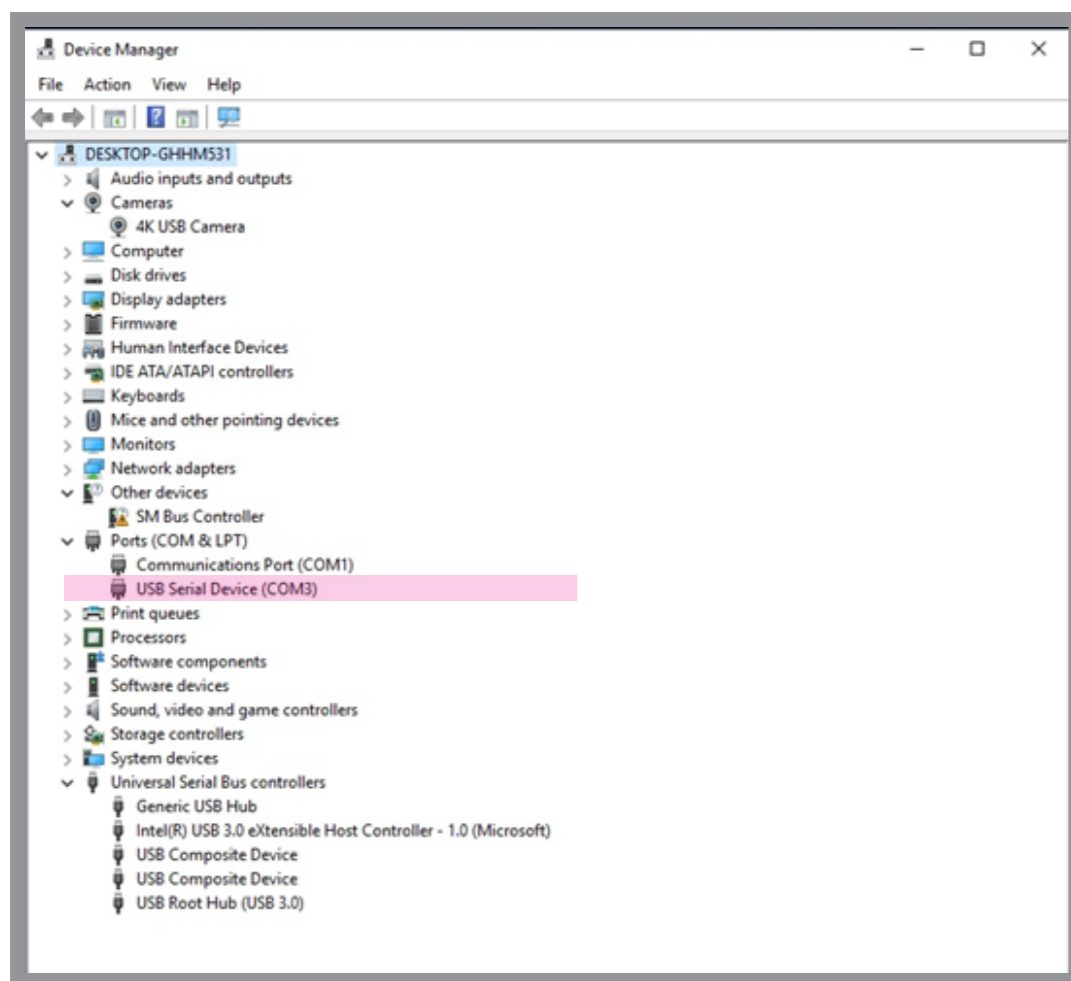 Device Manager
File Action View Help
DESKTOP-GHHM531
Audio inputs and outputs
Cameras
4K USB Camera
Computer
Disk drives
Display adapters
Firmware
Human Interface Devices
IDE ATA/ATAPI controllers
Keyboards
Mice and other pointing devices
Monitors
Network adapters
Other devices
SM Bus Controller
Ports (COM & LPT)
Communications Port (COM1)
USB Serial Device (COM3)
Print queues
Processors
Software components
Software devices
Sound, video and game controllers
Storage controllers
System devices
Universal Serial Bus controllers
Generic USB Hub
Intel(R) USB 3.0 eXtensible Host Controller - 1.0 (Microsoft)
USB Composite Device
USB Composite Device
USB Root Hub (USB 3.0)